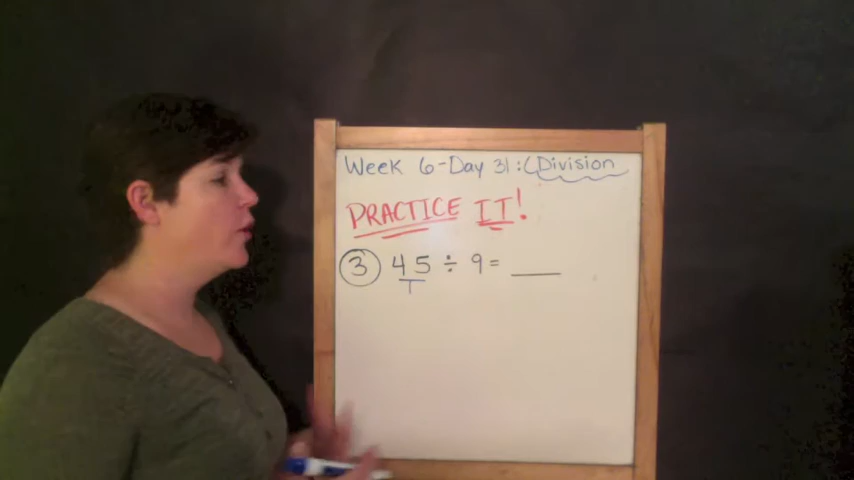 Week 6-Day 31: Division
PRACTICE IT!
3 45 ÷ 9 = ____
T